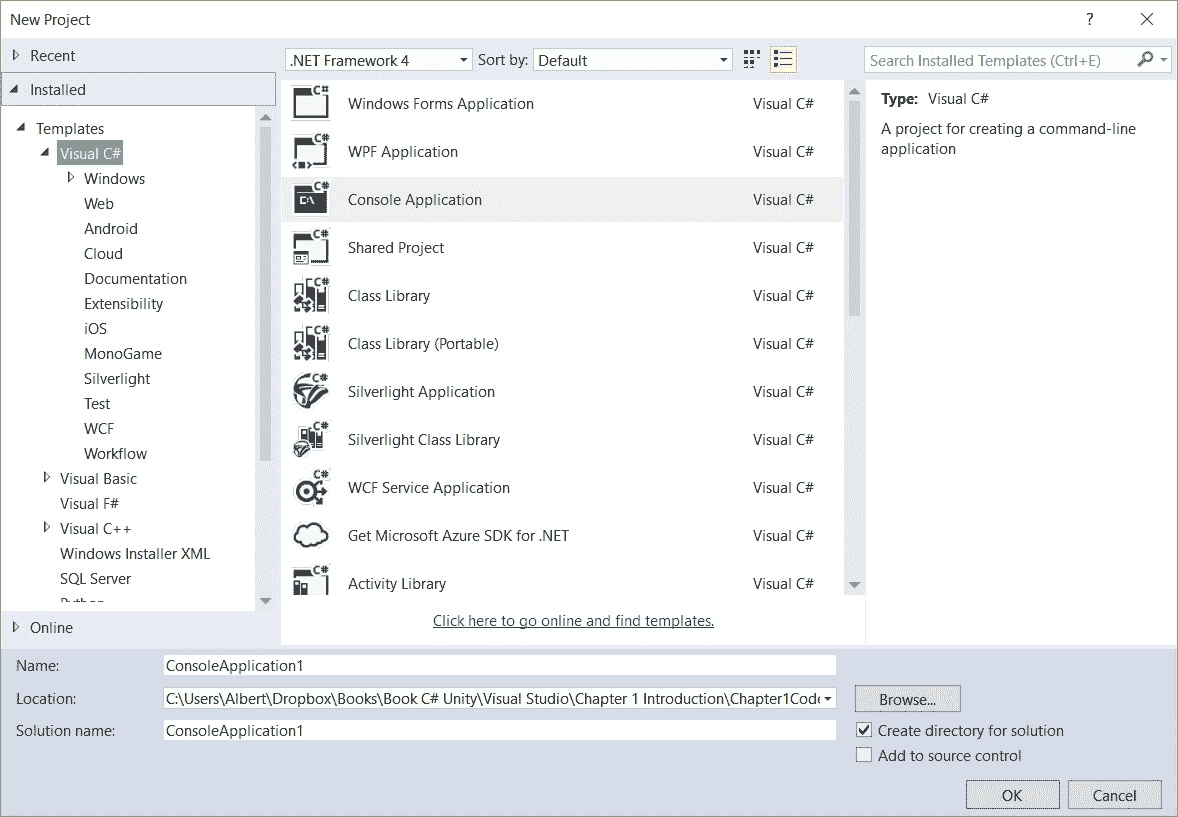 New Project
?
Recent
.NET Framework 4
Sort by:
Default
Search Installed Templates (Ctrl+E)
Installed
Templates
Visual C#
Windows
Web
Android
Cloud
Documentation
Extensibility
iOS
MonoGame
Silverlight
Test
WCF
Workflow
Visual Basic
Visual F#
Visual C++
Windows Installer XML
SQL Server
Python
Online
C# Windows Forms Application Visual C#
C# WPF Application Visual C#
C# C:\ Console Application Visual C#
C# Shared Project Visual C#
C# Class Library Visual C#
C# Class Library (Portable) Visual C#
C# Silverlight Application Visual C#
C# Silverlight Class Library Visual C#
C# WCF Service Application Visual C#
Get Microsoft Azure SDK for .NET Visual C#
C# Activity Library Visual C#
Click here to go online and find templates.
Type: Visual C#
A project for creating a command-line
application
Name: ConsoleApplication1
Location: C:\Users\Albert\Dropbox\Books\Book C# Unity\Visual Studio\Chapter 1 Introduction\Chapter1Code
Browse...
Solution name: ConsoleApplication1
Create directory for solution
Add to source control
OK
Cancel